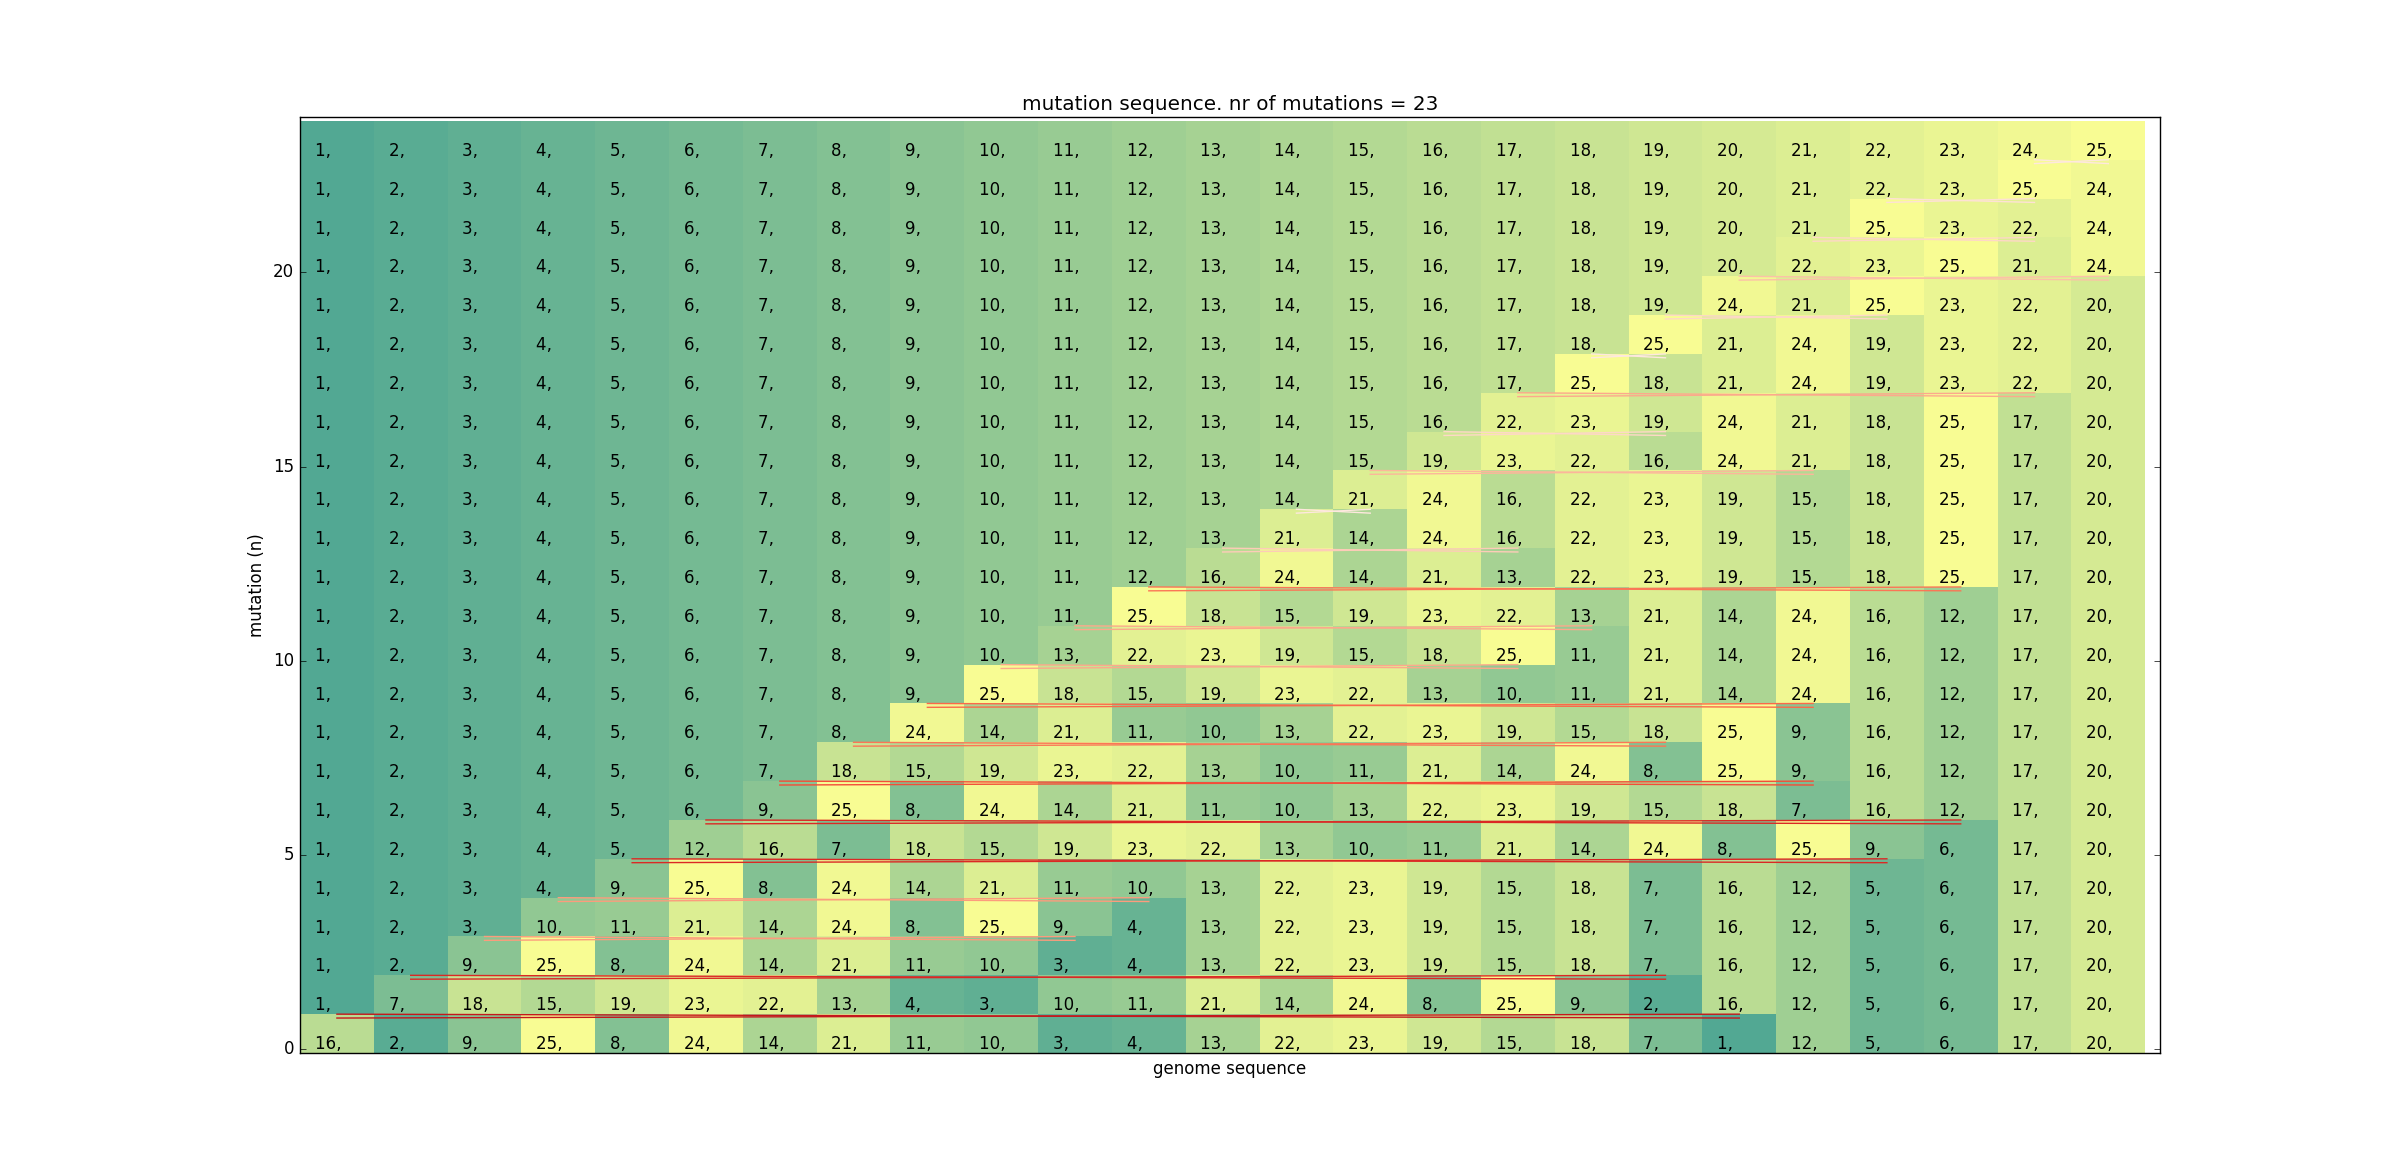 mutation sequence. nr of mutations = 23
1, 2, 3, 4, 5, 6, 7, 8, 9, 10, 11, 12, 13, 14, 15, 16, 17, 18, 19, 20, 21, 22, 23, 24, 25,
1, 2, 3, 4, 5, 6, 7, 8, 9, 10, 11, 12, 13, 14, 15, 16, 17, 18, 19, 20, 21, 22, 23, 25, 24,
1, 2, 3, 4, 5, 6, 7, 8, 9, 10, 11, 12, 13, 14, 15, 16, 17, 18, 19, 20, 21, 25, 23, 22, 24,
20 1, 2, 3, 4, 5, 6, 7, 8, 9, 10, 11, 12, 13, 14, 15, 16, 17, 18, 19, 20, 22, 23, 25, 21, 24,
1, 2, 3, 4, 5, 6, 7, 8, 9, 10, 11, 12, 13, 14, 15, 16, 17, 18, 19, 24, 21, 25, 23, 22, 20,
1, 2, 3, 4, 5, 6, 7, 8, 9, 10, 11, 12, 13, 14, 15, 16, 17, 18, 25, 21, 24, 19, 23, 22, 20,
1, 2, 3, 4, 5, 6, 7, 8, 9, 10, 11, 12, 13, 14, 15, 16, 17, 25, 18, 21, 24, 19, 23, 22, 20,
1, 2, 3, 4, 5, 6, 7, 8, 9, 10, 11, 12, 13, 14, 15, 16, 22, 23, 19, 24, 21, 18, 25, 17, 20,
15 1, 2, 3, 4, 5, 6, 7, 8, 9, 10, 11, 12, 13, 14, 15, 19, 23, 22, 16, 24, 21, 18, 25, 17, 20,
1, 2, 3, 4, 5, 6, 7, 8, 9, 10, 11, 12, 13, 14, 21, 24, 16, 22, 23, 19, 15, 18, 25, 17, 20,
1, 2, 3, 4, 5, 6, 7, 8, 9, 10, 11, 12, 13, 21, 14, 24, 16, 22, 23, 19, 15, 18, 25, 17, 20,
1, 2, 3, 4, 5, 6, 7, 8, 9, 10, 11, 12, 16, 24, 14, 21, 13, 22, 23, 19, 15, 18, 25, 17, 20,
1, 2, 3, 4, 5, 6, 7, 8, 9, 10, 11, 25, 18, 15, 19, 23, 22, 13, 21, 14, 24, 16, 12, 17, 20,
10 1, 2, 3, 4, 5, 6, 7, 8, 9, 10, 13, 22, 23, 19, 15, 18, 25, 11, 21, 14, 24, 16, 12, 17, 20,
1, 2, 3, 4, 5, 6, 7, 8, 9, 25, 18, 15, 19, 23, 22, 13, 10, 11, 21, 14, 24, 16, 12, 17, 20,
1, 2, 3, 4, 5, 6, 7, 8, 24, 14, 21, 11, 10, 13, 22, 23, 19, 15, 18, 25, 9, 16, 12, 17, 20,
1, 2, 3, 4, 5, 6, 7, 18, 15, 19, 23, 22, 13, 10, 11, 21, 14, 24, 8, 25, 9, 16, 12, 17, 20,
1, 2, 3, 4, 5, 6, 9, 25, 8, 24, 14, 21, 11, 10, 13, 22, 23, 19, 15, 18, 7, 16, 12, 17, 20,
5 1, 2, 3, 4, 5, 12, 16, 7, 18, 15, 19, 23, 22, 13, 10, 11, 21, 14, 24, 8, 25, 9, 6, 17, 20,
1, 2, 3, 4, 9, 25, 8, 24, 14, 21, 11, 10, 13, 22, 23, 19, 15, 18, 7, 16, 12, 5, 6, 17, 20,
1, 2, 3, 10, 11, 21, 14, 24, 8, 25, 9, 4, 13, 22, 23, 19, 15, 18, 7, 16, 12, 5, 6, 17, 20,
1, 2, 9, 25, 8, 24, 14, 21, 11, 10, 3, 4, 13, 22, 23, 19, 15, 18, 7, 16, 12, 5, 6, 17, 20,
1, 7, 18, 15, 19, 23, 22, 13, 4, 3, 10, 11, 21, 14, 24, 8, 25, 9, 2, 16, 12, 5, 6, 17, 20,
0 16, 2, 9, 25, 8, 24, 14, 21, 11, 10, 3, 4, 13, 22, 23, 19, 15, 18, 7, 1, 12, 5, 6, 17, 20,
mutation (n)
genome sequence